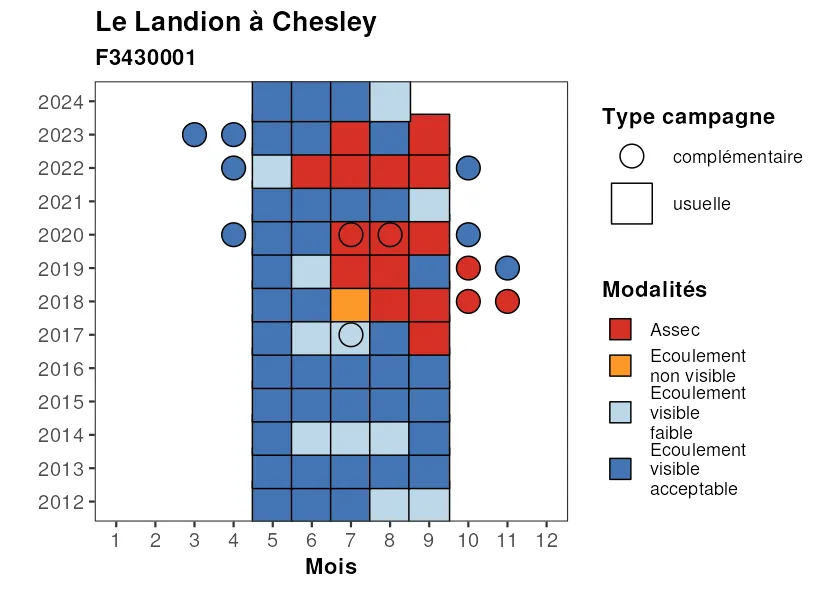 Le Landion à Chesley
F3430001
2024
2023
2022
2021
2020
2019
2018
2017
2016
2015
2014
2013
2012
1 2 3 4 5 6 7 8 9 10 11 12
Mois
Type campagne
complémentaire
usuelle
Modalités
Assec
Ecoulement
non visible
Ecoulement
visible
faible
Ecoulement
visible
acceptable